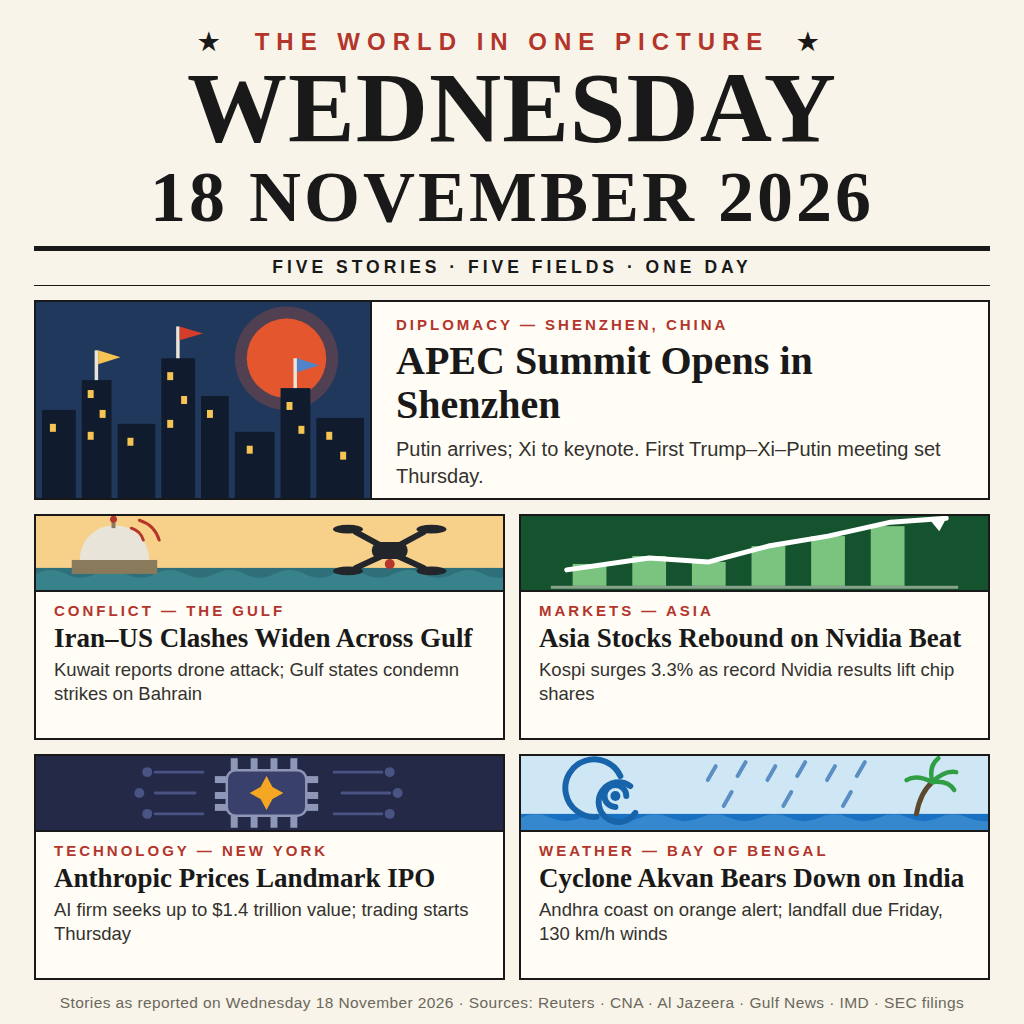 ★ THE WORLD IN ONE PICTURE ★
WEDNESDAY
18 NOVEMBER 2026
FIVE STORIES · FIVE FIELDS · ONE DAY
DIPLOMACY — SHENZHEN, CHINA
APEC Summit Opens in
Shenzhen
Putin arrives; Xi to keynote. First Trump–Xi–Putin meeting set
Thursday.
CONFLICT — THE GULF
Iran–US Clashes Widen Across Gulf
Kuwait reports drone attack; Gulf states condemn
strikes on Bahrain
MARKETS — ASIA
Asia Stocks Rebound on Nvidia Beat
Kospi surges 3.3% as record Nvidia results lift chip
shares
TECHNOLOGY — NEW YORK
Anthropic Prices Landmark IPO
AI firm seeks up to $1.4 trillion value; trading starts
Thursday
WEATHER — BAY OF BENGAL
Cyclone Akvan Bears Down on India
Andhra coast on orange alert; landfall due Friday,
130 km/h winds
Stories as reported on Wednesday 18 November 2026 · Sources: Reuters · CNA · Al Jazeera · Gulf News · IMD · SEC filings